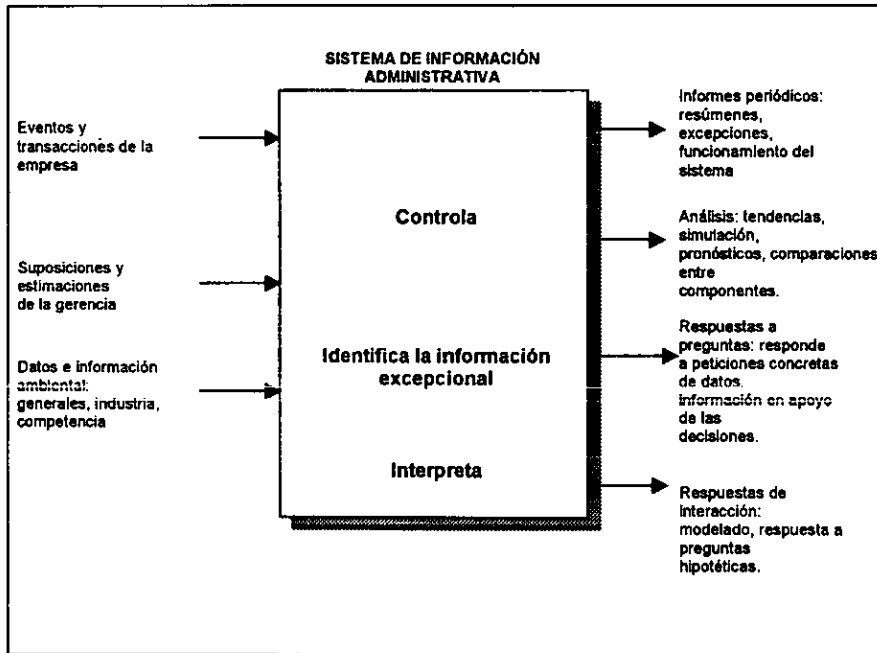 SISTEMA DE INFORMACIÓN
ADMINISTRATIVA
Eventos y
transacciones de la
empresa
Suposiciones y
estimaciones
de la gerencia
Datos e información
ambiental:
generales, industria,
competencia
Controla
Identifica la información
excepcional
Interpreta
Informes periódicos:
resúmenes,
excepciones,
funcionamiento del
sistema
Análisis: tendencias,
simulación,
pronósticos, comparaciones
entre
componentes.
Respuestas a
preguntas: responde
a peticiones concretas
de datos.
información en apoyo
de las
decisiones.
Respuestas de
Interacción:
modelado, respuesta a
preguntas
hipotéticas.